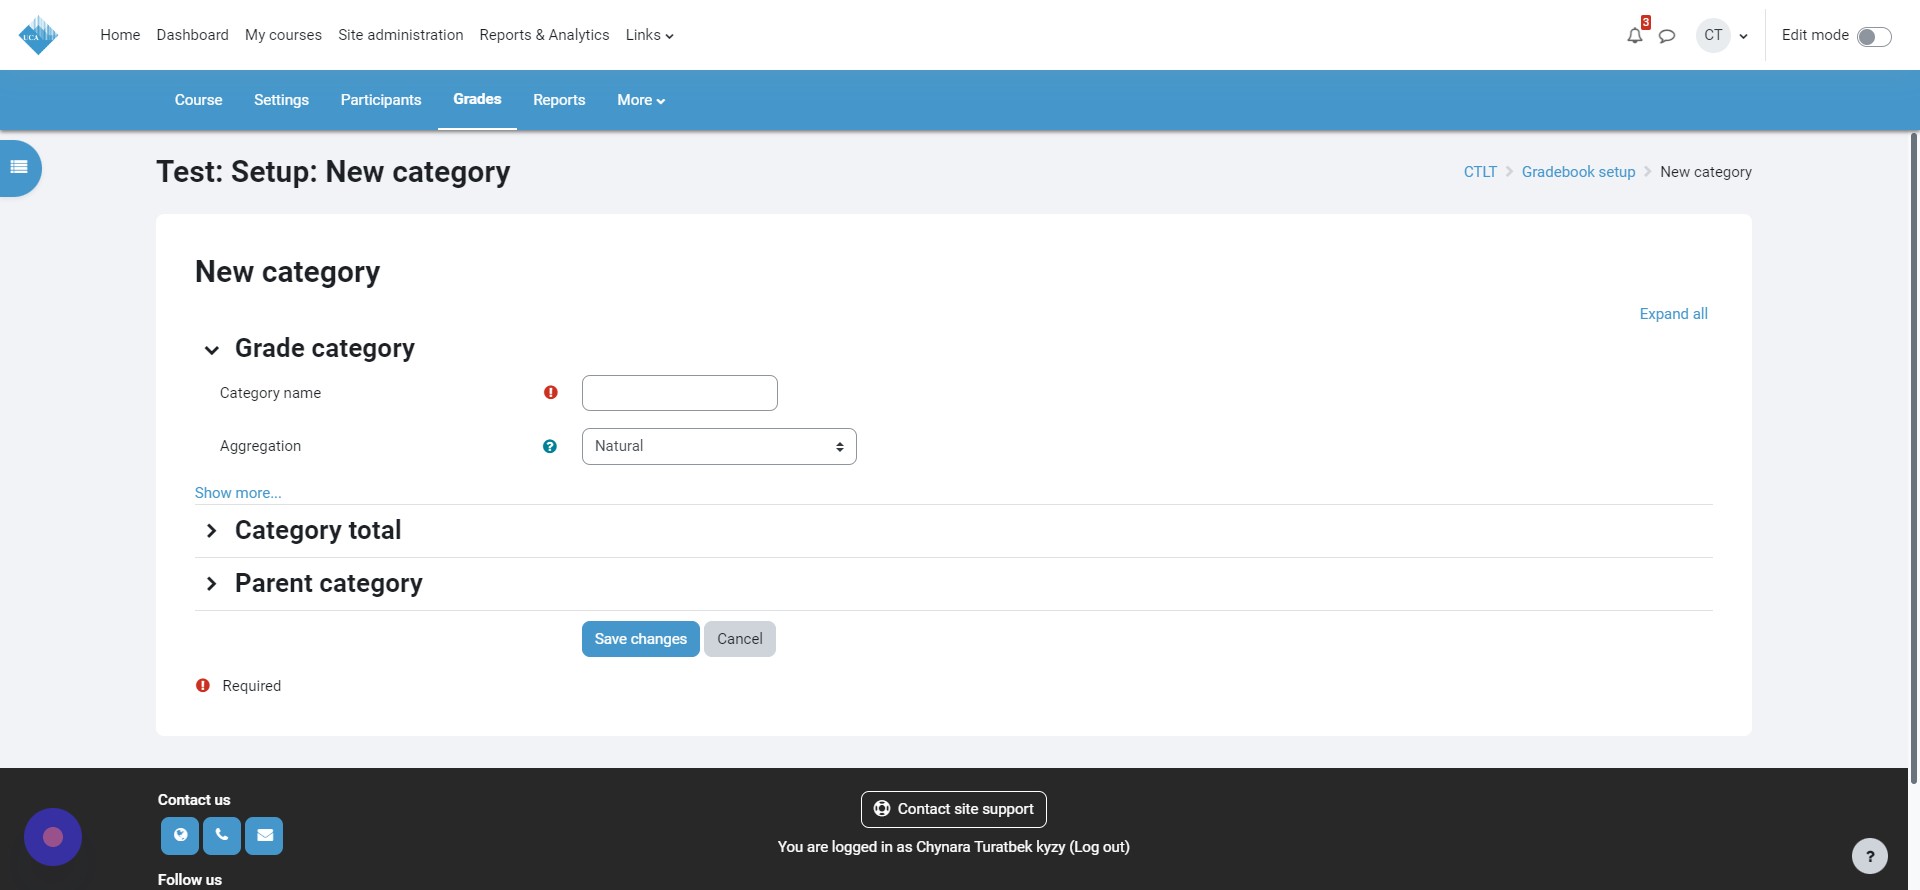 UCA
Home Dashboard My courses Site administration Reports & Analytics Links
3
CT
Edit mode
Course Settings Participants Grades Reports More
Test: Setup: New category
CTLT Gradebook setup New category
New category
Expand all
Grade category
Category name
Aggregation ? Natural
Show more...
Category total
Parent category
Save changes Cancel
Required
Contact us
Contact site support
You are logged in as Chynara Turatbek kyzy (Log out)
?
Follow us